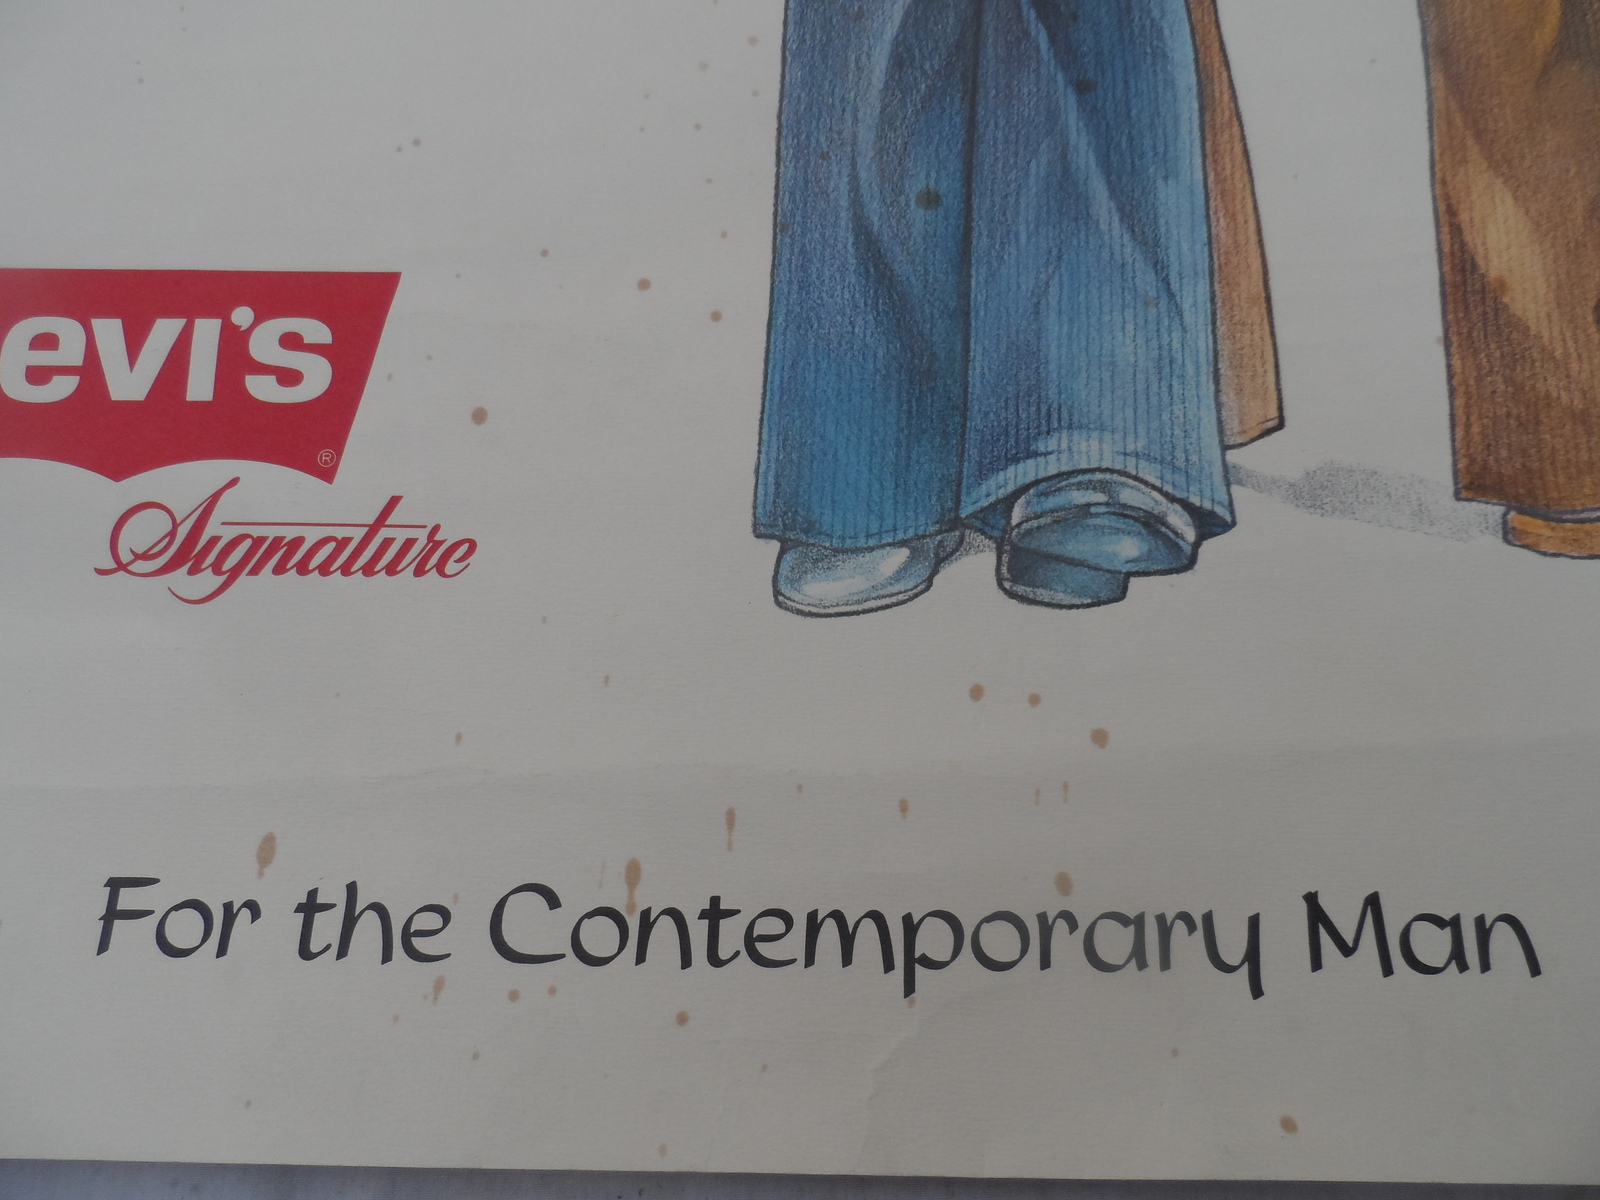 evi's
®
Signature
For the Contemporary Man